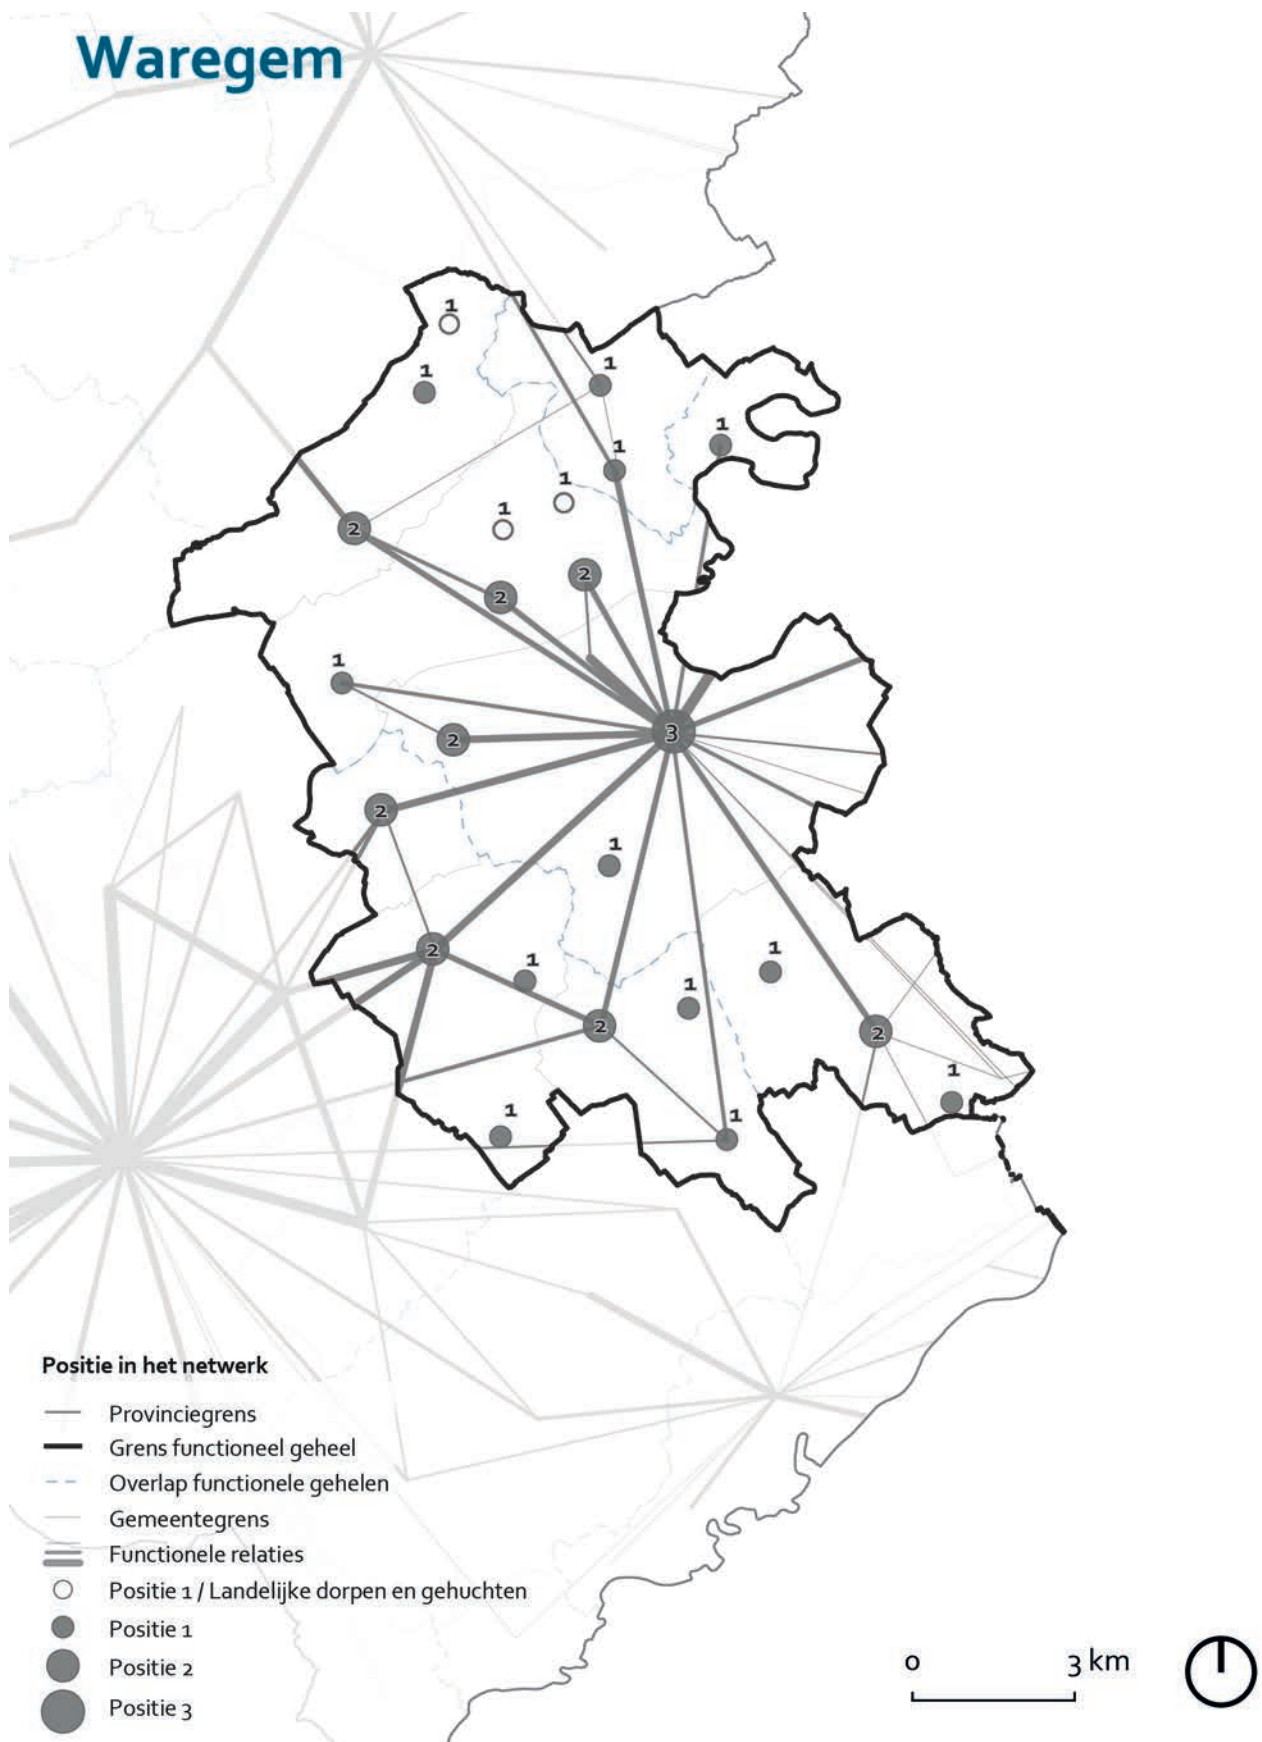 Waregem
1
1
1
1
1
1
1
2
2
2
1
2
3
2
1
2
1
1
1
2
2
1
1
1
Positie in het netwerk
Provinciegrens
Grens functioneel geheel
Overlap functionele gehelen
Gemeentegrens
Functionele relaties
Positie 1 / Landelijke dorpen en gehuchten
Positie 1
Positie 2
Positie 3
0 3 km